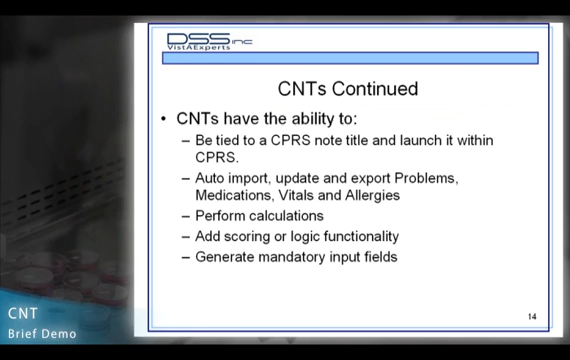 DSS inc
VistAExperts
CNTs Continued
• CNTs have the ability to:
– Be tied to a CPRS note title and launch it within
CPRS.
– Auto import, update and export Problems,
Medications, Vitals and Allergies
– Perform calculations
– Add scoring or logic functionality
– Generate mandatory input fields
14
CNT
Brief Demo